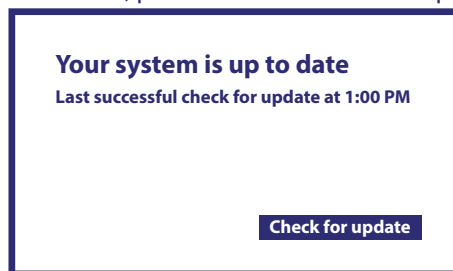 Your system is up to date
Last successful check for update at 1:00 PM
Check for update